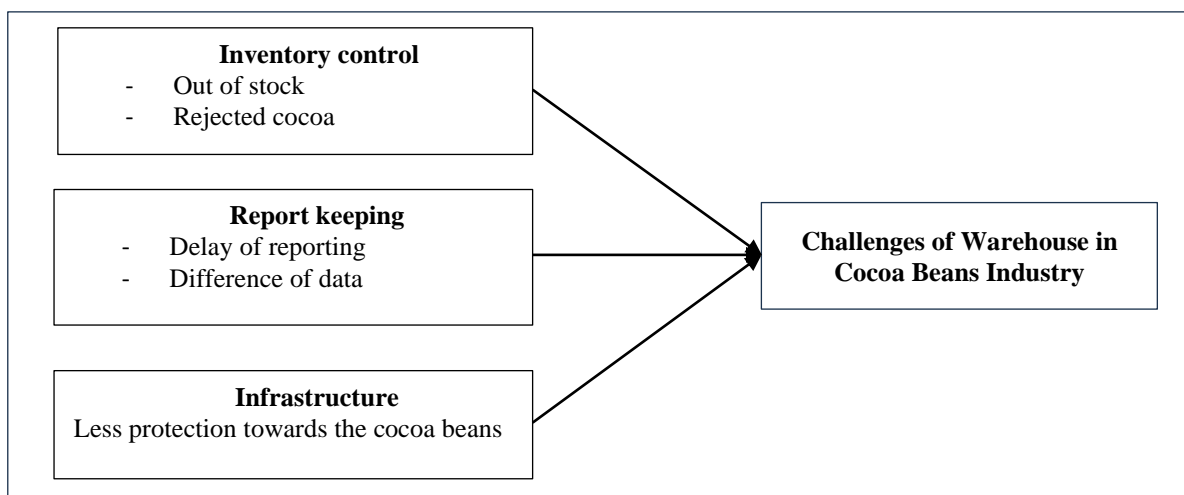 Inventory control
- Out of stock
- Rejected cocoa
Report keeping
- Delay of reporting
- Difference of data
Infrastructure
Less protection towards the cocoa beans
Challenges of Warehouse in
Cocoa Beans Industry